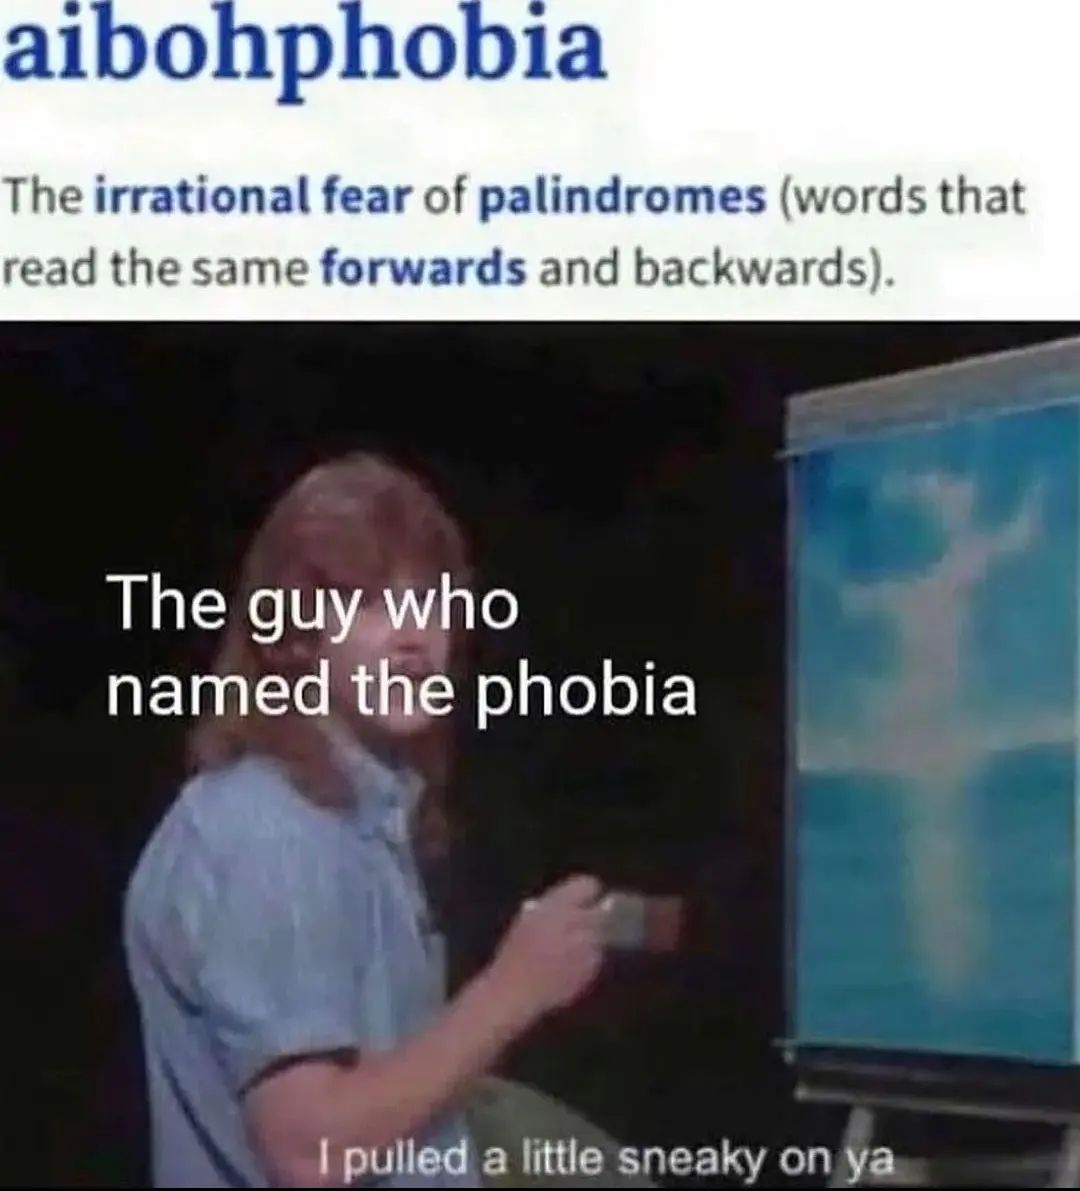 aibohphobia
The irrational fear of palindromes (words that
read the same forwards and backwards).
The guy who
named the phobia
I pulled a little sneaky on ya